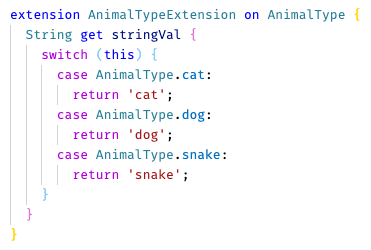 extension AnimalTypeExtension on AnimalType {
  String get stringVal {
    switch (this) {
      case AnimalType.cat:
        return 'cat';
      case AnimalType.dog:
        return 'dog';
      case AnimalType.snake:
        return 'snake';
    }
  }
}